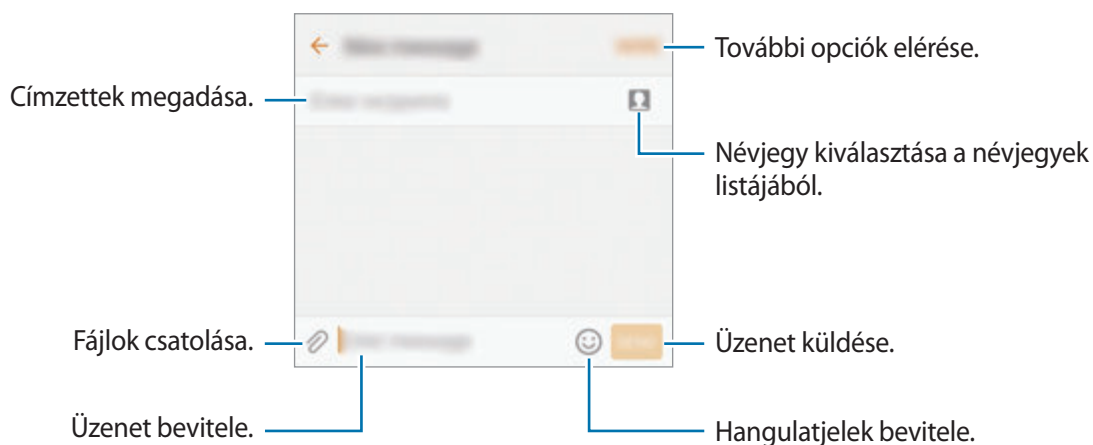 További opciók elérése.
Címzettek megadása.
Névjegy kiválasztása a névjegyek
listájából.
Fájlok csatolása.
Üzenet küldése.
Üzenet bevitele.
Hangulatjelek bevitele.